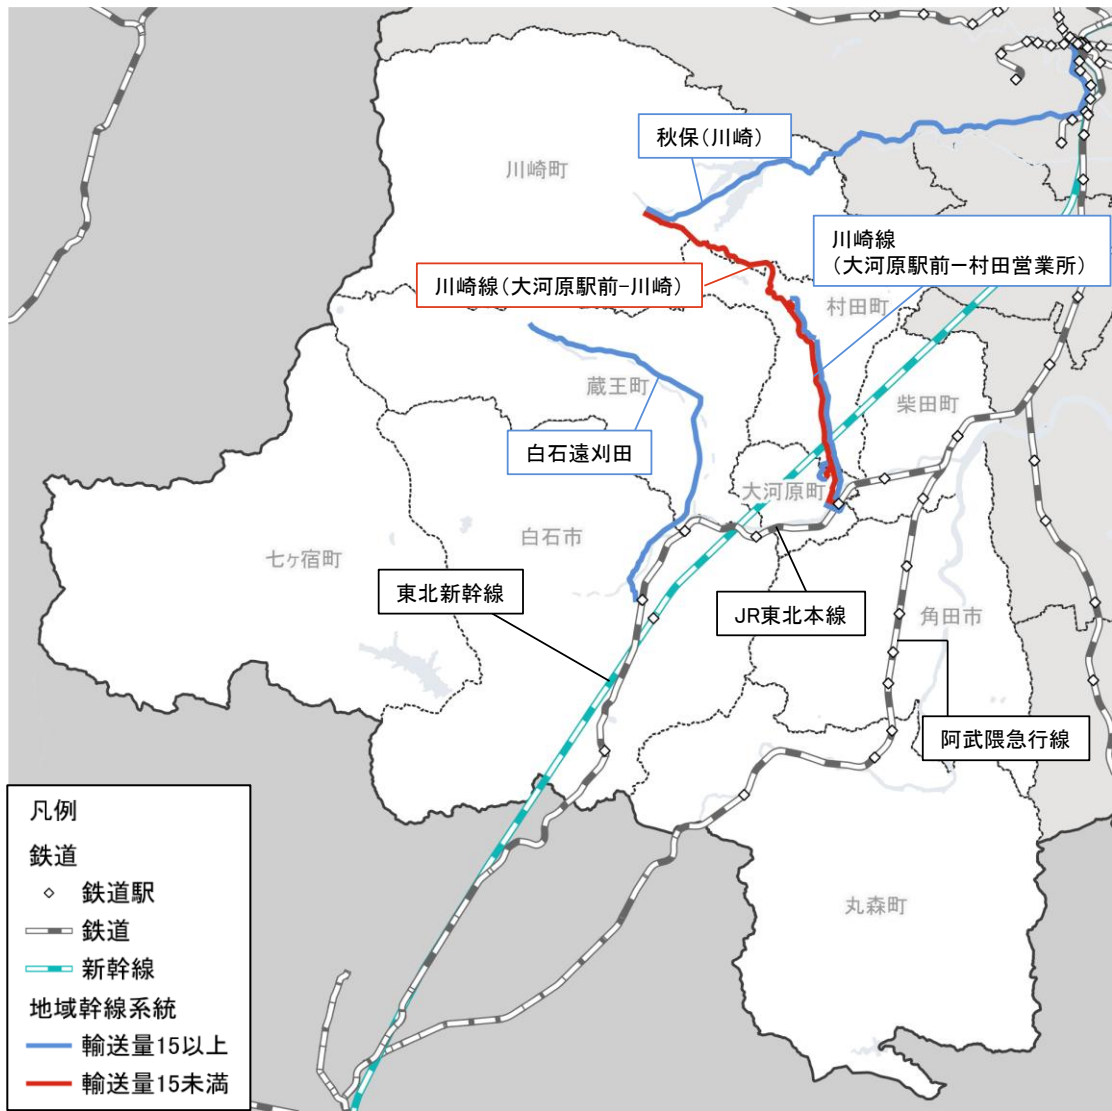 秋保(川崎)
川崎町
川崎線
(大河原駅前ー村田営業所)
川崎線(大河原駅前-川崎)
村田町
蔵王町
柴田町
白石遠刈田
大河原町
白石市
七ヶ宿町
東北新幹線
JR東北本線
角田市
阿武隈急行線
丸森町
凡例
鉄道
鉄道駅
鉄道
新幹線
地域幹線系統
輸送量15以上
輸送量15未満